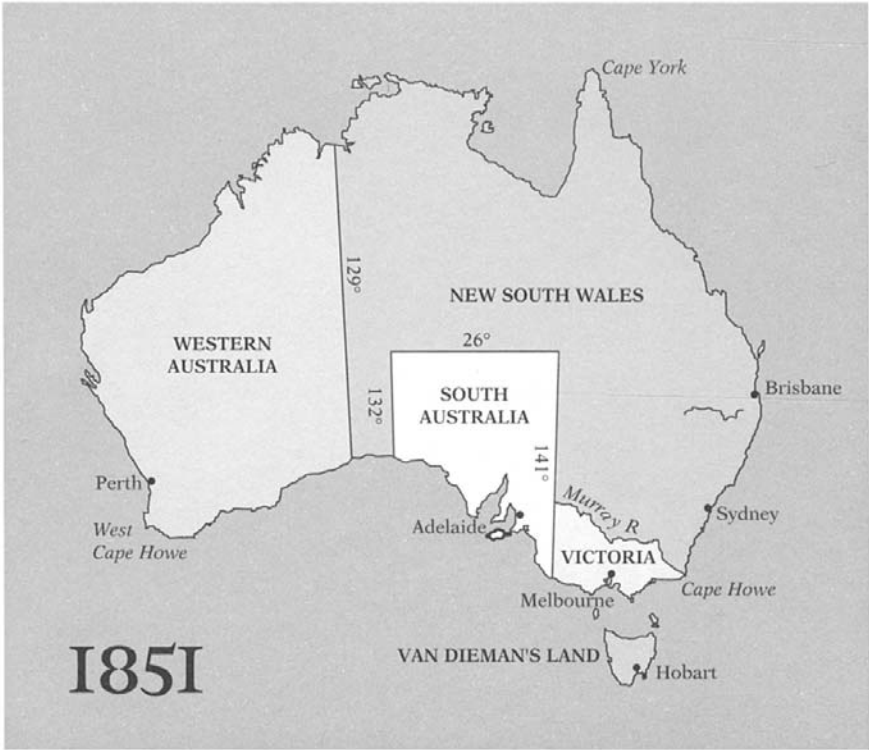 Cape York
129°
NEW SOUTH WALES
WESTERN
AUSTRALIA
26°
132°
SOUTH
AUSTRALIA
141°
Brisbane
Perth
Murray R
Sydney
West
Cape Howe
Adelaide
VICTORIA
Melbourne
Cape Howe
VAN DIEMAN'S LAND
Hobart
1851